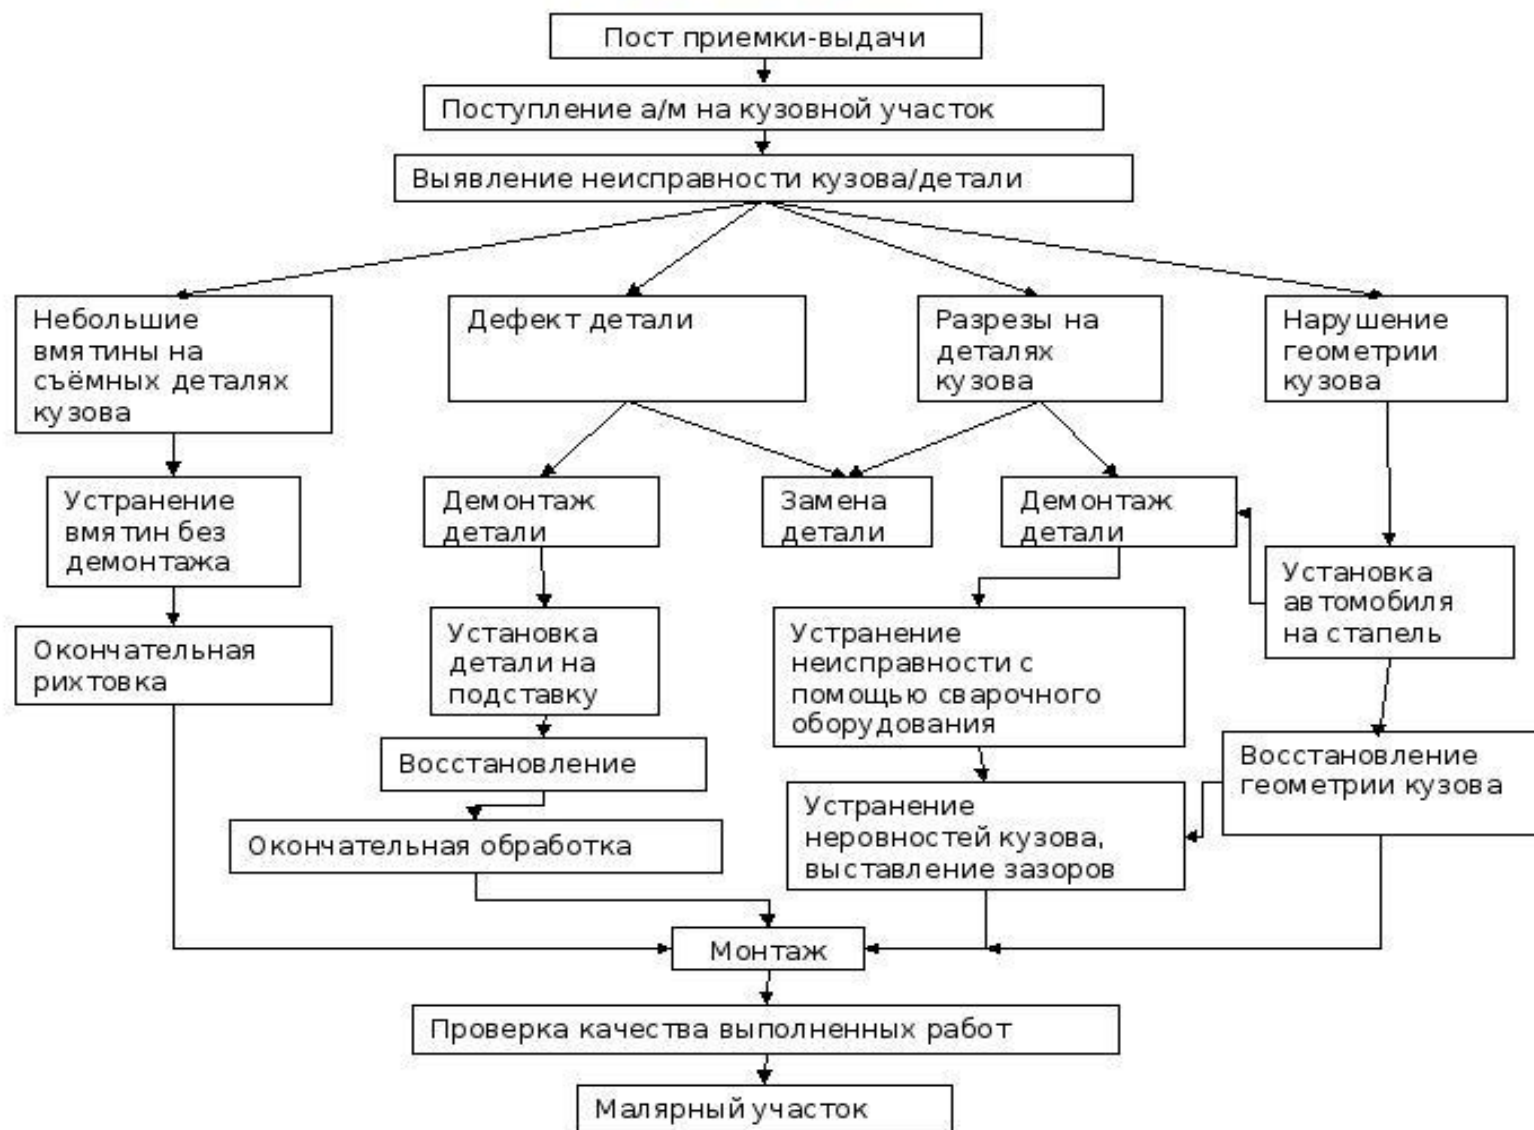 Пост приемки-выдачи
Поступление а/м на кузовной участок
Выявление неисправности кузова/детали
Небольшие
вмятины на
съёмных деталях
кузова
Дефект детали
Разрезы на
деталях
кузова
Нарушение
геометрии
кузова
Устранение
вмятин без
демонтажа
Демонтаж
детали
Замена
детали
Демонтаж
детали
Установка
автомобиля
на стапель
Окончательная
рихтовка
Установка
детали на
подставку
Устранение
неисправности с
помощью сварочного
оборудования
Восстановление
Восстановление
геометрии кузова
Окончательная обработка
Устранение
неровностей кузова,
выставление зазоров
Монтаж
Проверка качества выполненных работ
Малярный участок